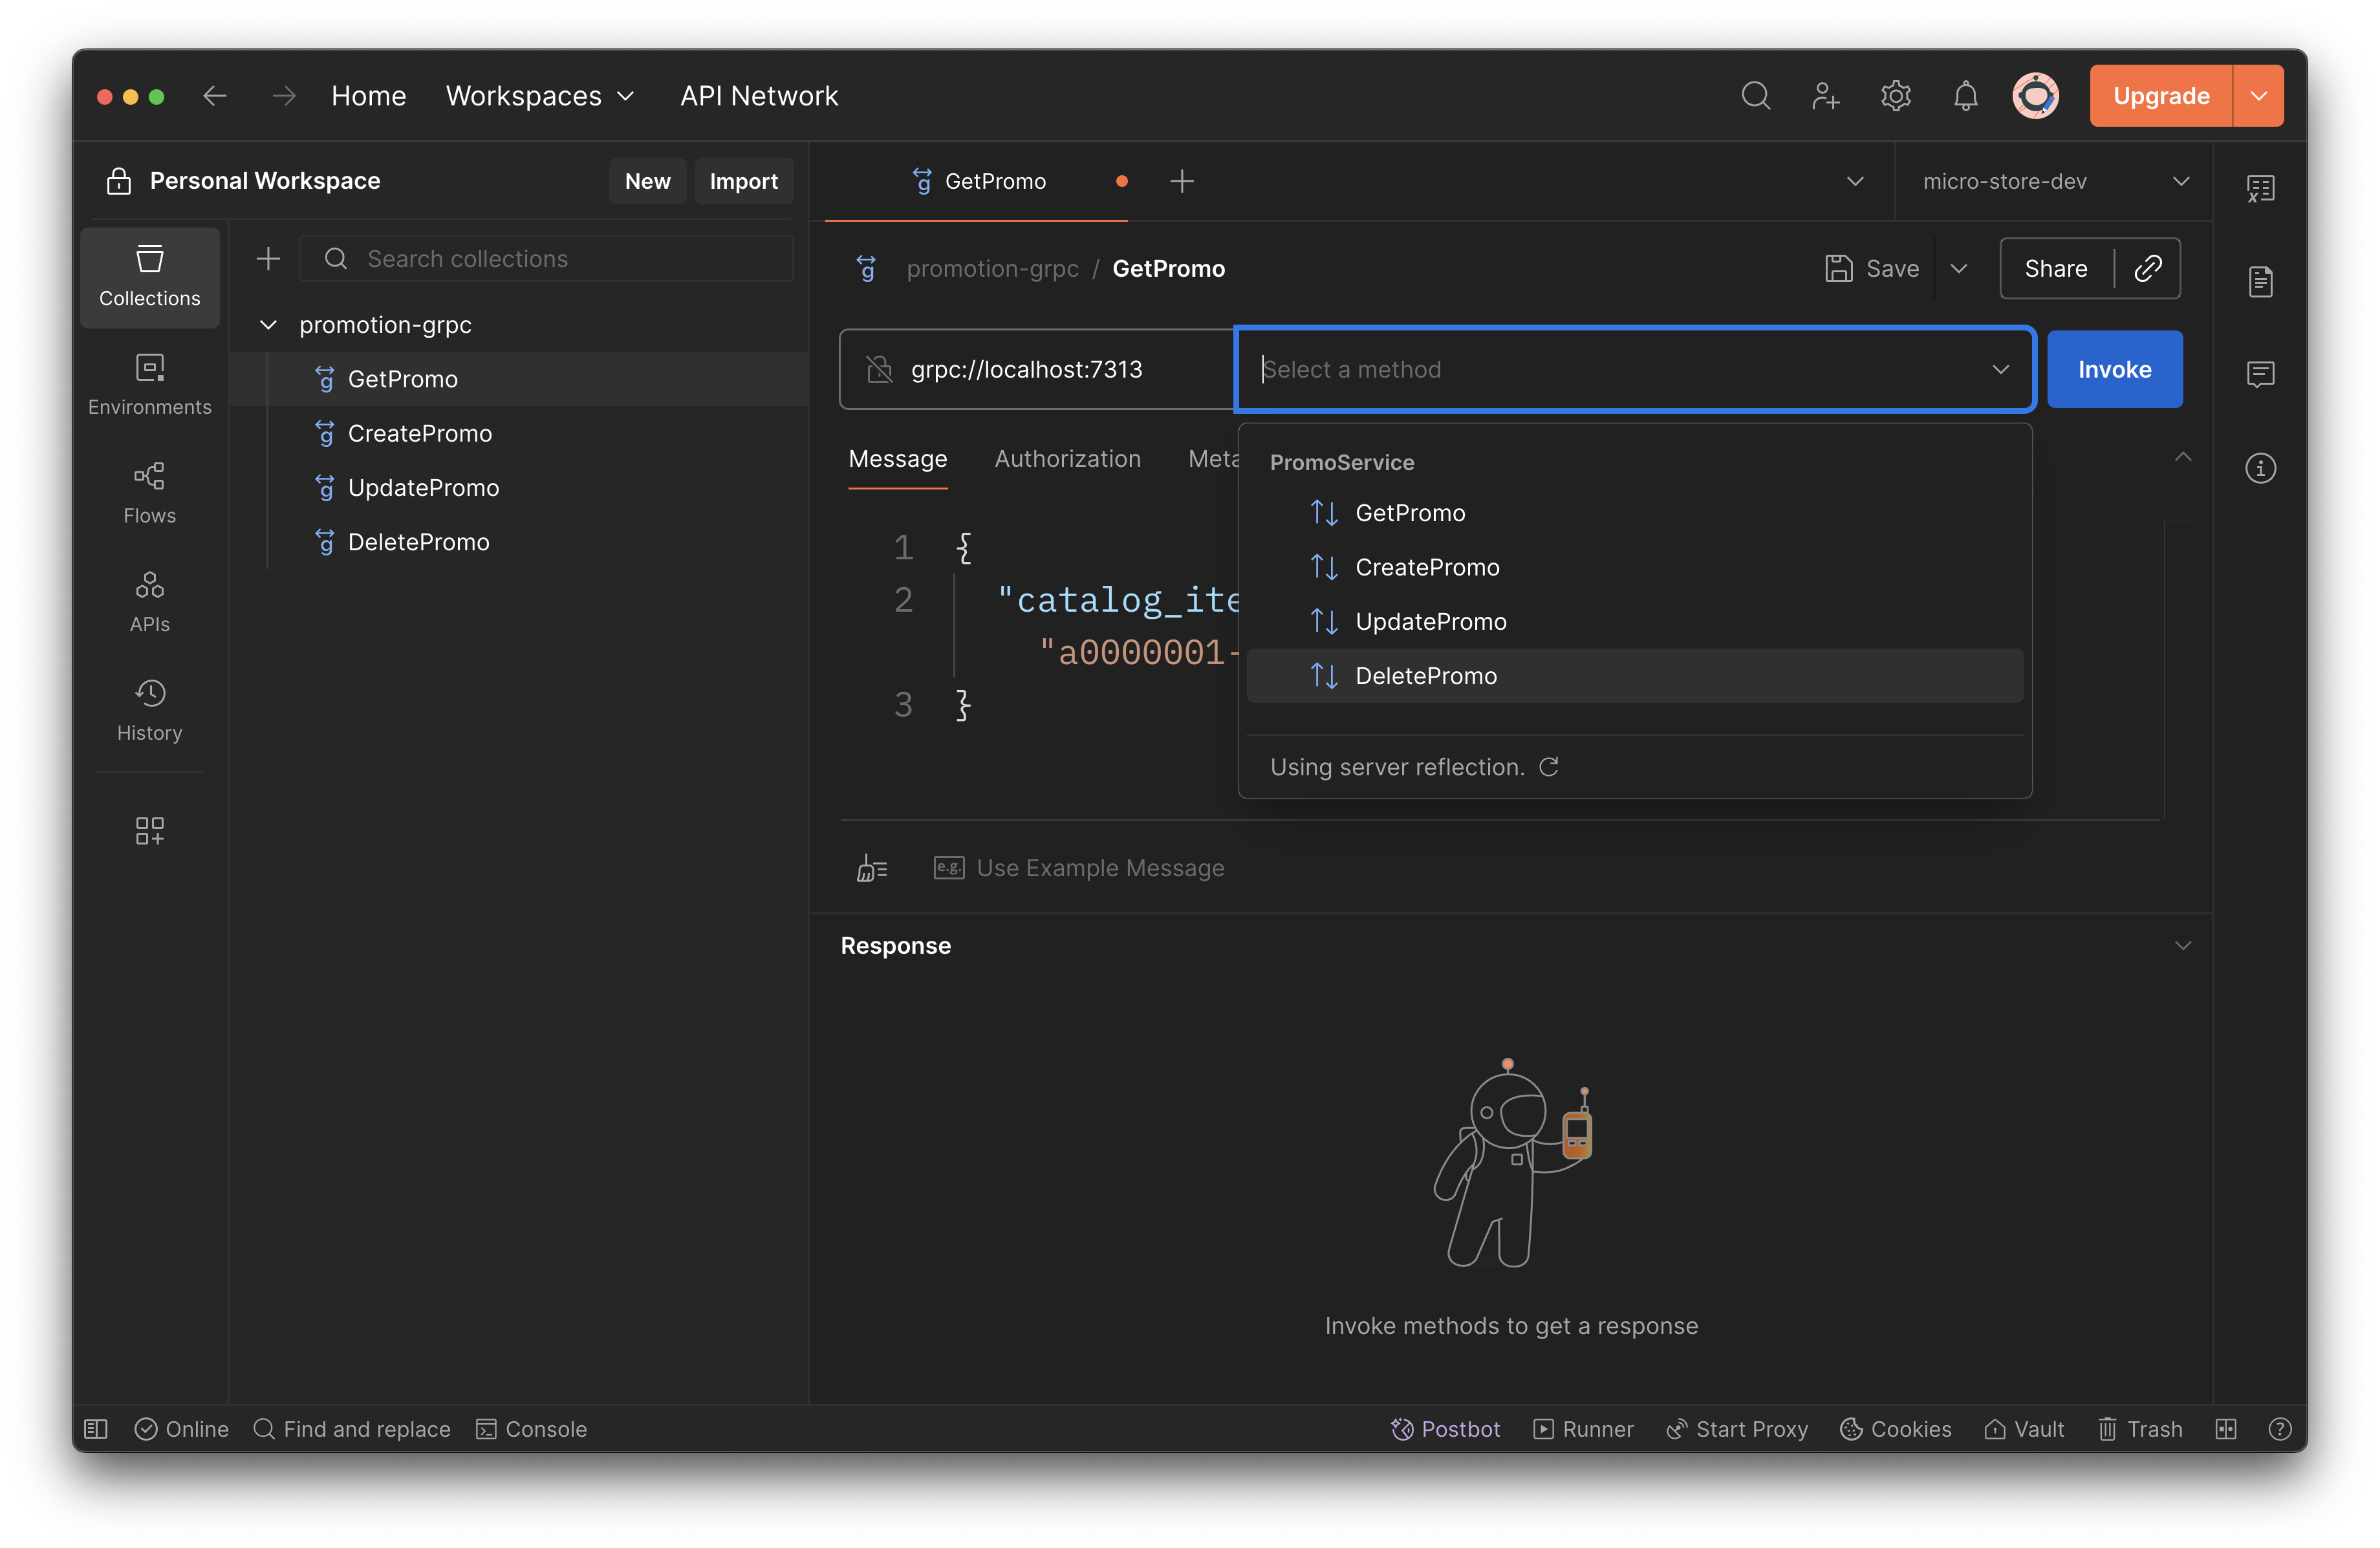 Home Workspaces API Network Upgrade
Personal Workspace New Import
GetPromo micro-store-dev
Collections
Search collections
promotion-grpc / GetPromo Save Share
promotion-grpc
GetPromo
CreatePromo
UpdatePromo
DeletePromo
Environments
Flows
APIs
History
grpc://localhost:7313 Select a method Invoke
Message Authorization Meta
PromoService
GetPromo
CreatePromo
UpdatePromo
DeletePromo
Using server reflection.
1 {
2 "catalog_ite
"a0000001-
3 }
e.g. Use Example Message
Response
Invoke methods to get a response
Online Find and replace Console Postbot Runner Start Proxy Cookies Vault Trash